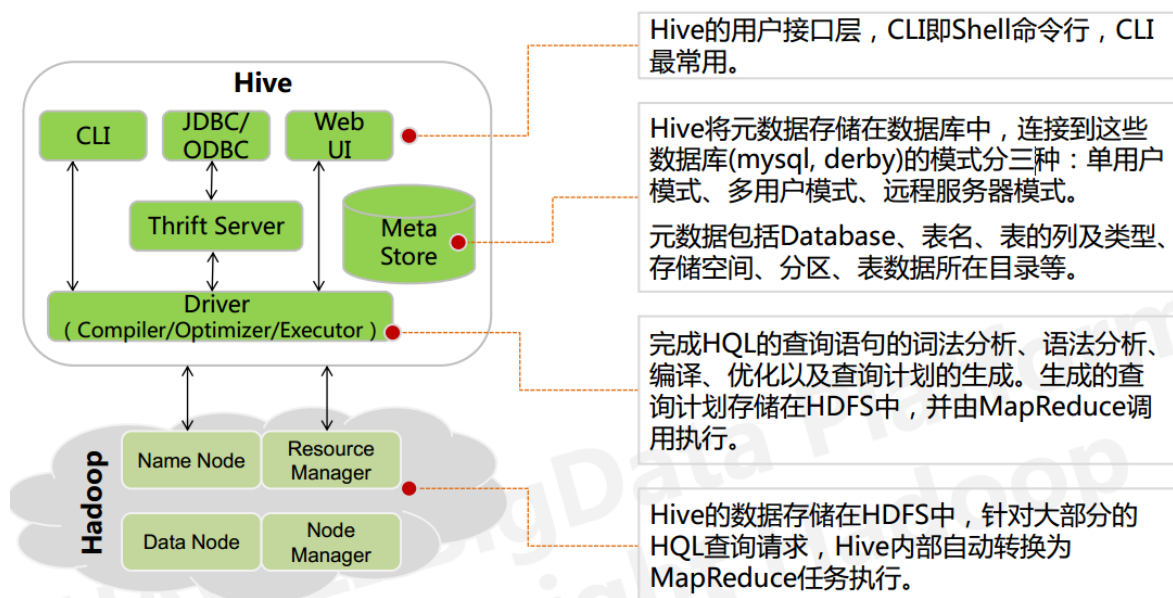 Hive
CLI
JDBC/
ODBC
Web
UI
Thrift Server
Meta
Store
Driver
（Compiler/Optimizer/Executor）
Hadoop
Name Node
Resource
Manager
Data Node
Node
Manager
Hive的用户接口层，CLI即Shell命令行，CLI
最常用。
Hive将元数据存储在数据库中，连接到这些
数据库(mysql, derby)的模式分三种：单用户
模式、多用户模式、远程服务器模式。
元数据包括Database、表名、表的列及类型、
存储空间、分区、表数据所在目录等。
完成HQL的查询语句的词法分析、语法分析、
编译、优化以及查询计划的生成。生成的查
询计划存储在HDFS中，并由MapReduce调
用执行。
Hive的数据存储在HDFS中，针对大部分的
HQL查询请求，Hive内部自动转换为
MapReduce任务执行。